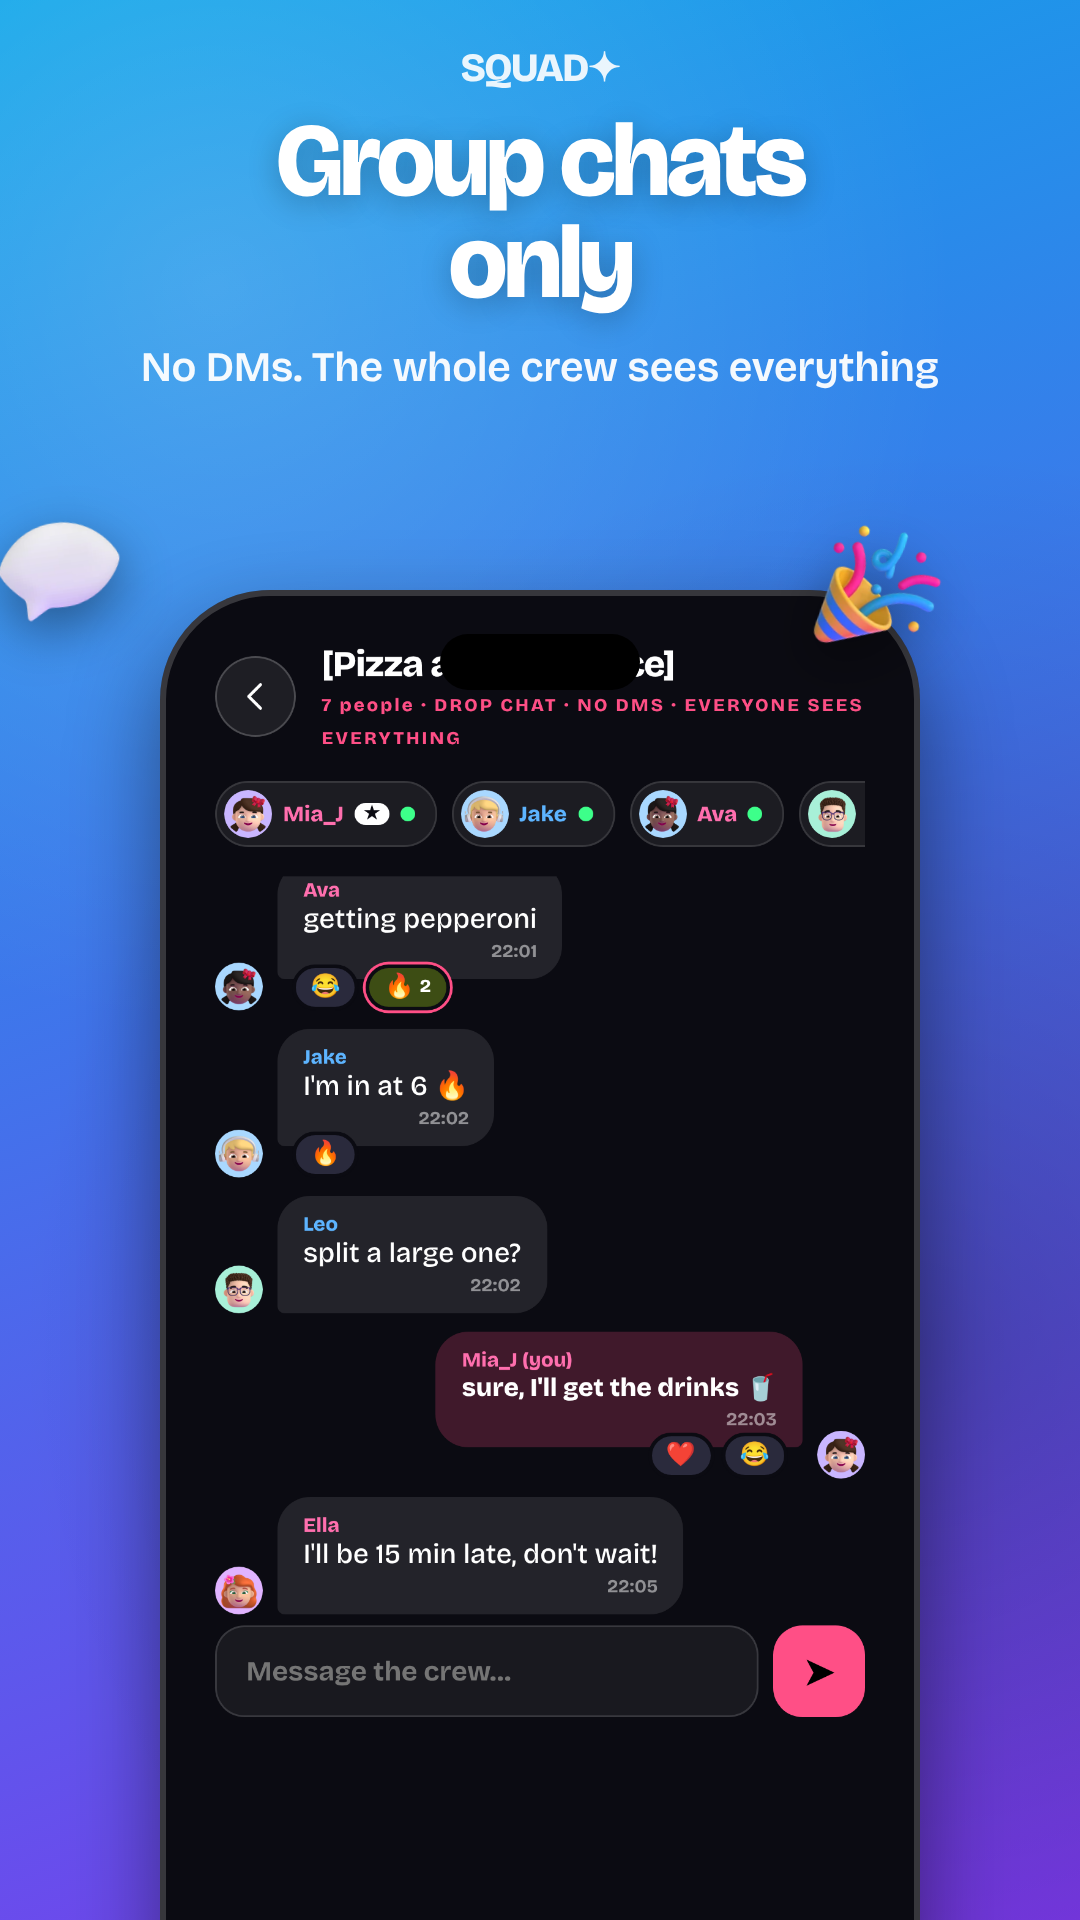 SQUAD
Group chats
only
No DMs. The whole crew sees everything
[Pizza
7 people · DROP CHAT · NO DMS · EVERYONE SEES
EVERYTHING
Mia_J ★
Jake
Ava
Ava
getting pepperoni
22:01
😂 🔥 2
Jake
I'm in at 6 🔥
22:02
🔥
Leo
split a large one?
22:02
Mia_J (you)
sure, I'll get the drinks 🥤
22:03
❤️ 😂
Ella
I'll be 15 min late, don't wait!
22:05
Message the crew...